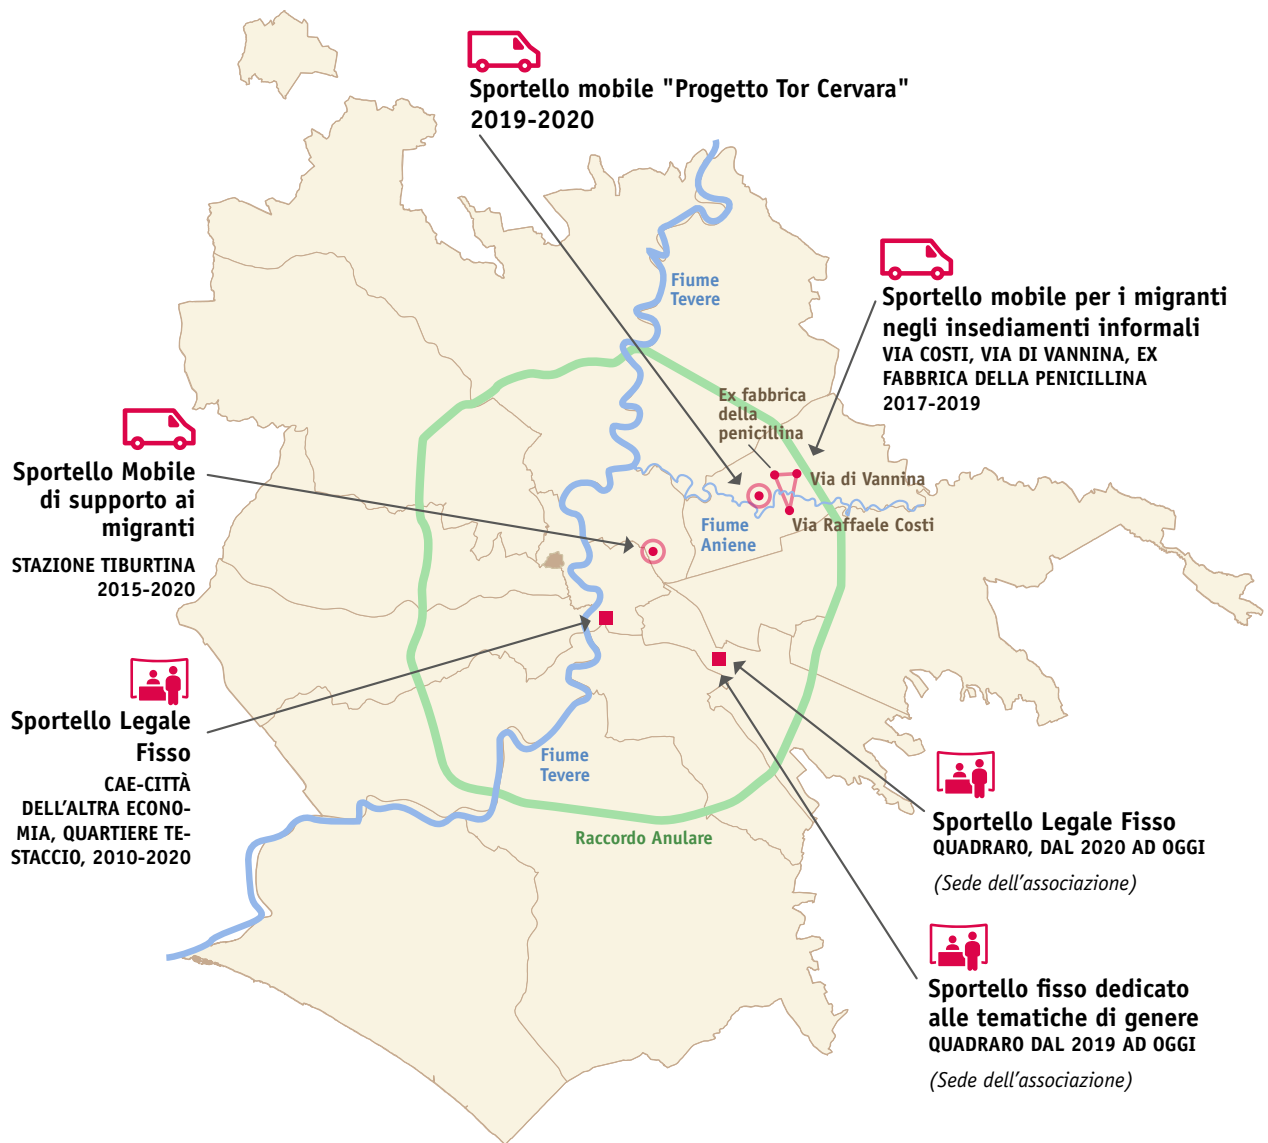 Sportello mobile "Progetto Tor Cervara"
2019-2020
Fiume
Tevere
Sportello mobile per i migranti
negli insediamenti informali
VIA COSTI, VIA DI VANNINA, EX
FABBRICA DELLA PENICILLINA
2017-2019
Ex fabbrica
della
penicillina
Via di Vannina
Via Raffaele Costi
Fiume
Aniene
Sportello Mobile
di supporto ai
migranti
STAZIONE TIBURTINA
2015-2020
Sportello Legale
Fisso
CAE-CITTÀ
DELL’ALTRA ECONO-
MIA, QUARTIERE TE-
STACCIO, 2010-2020
Fiume
Tevere
Raccordo Anulare
Sportello Legale Fisso
QUADRARO, DAL 2020 AD OGGI
(Sede dell’associazione)
Sportello fisso dedicato
alle tematiche di genere
QUADRARO DAL 2019 AD OGGI
(Sede dell’associazione)